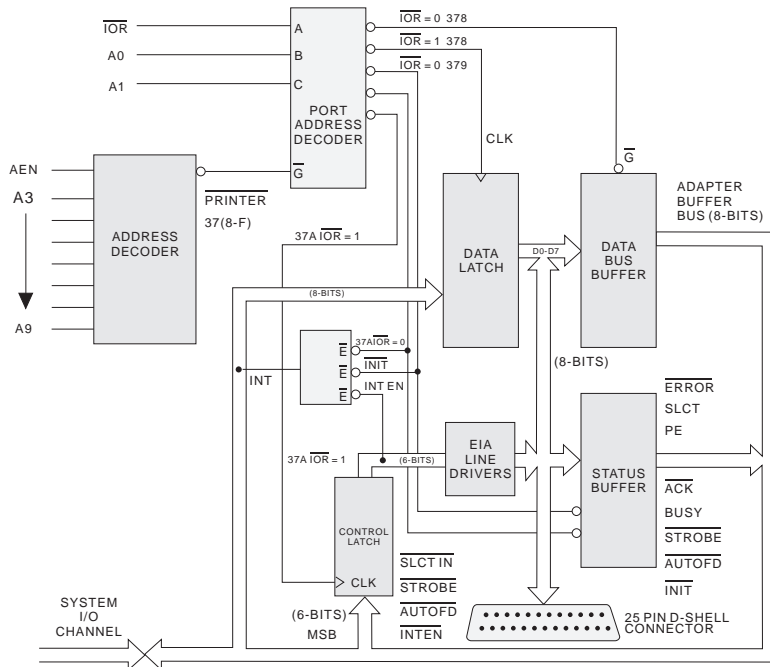 IOR
A0
A1
A
B
C
PORT
ADDRESS
DECODER
G
IOR = 0 378
IOR = 1 378
IOR = 0 379
CLK
G
AEN
A3
A9
ADDRESS
DECODER
PRINTER
37(8-F)
37A IOR = 1
DATA
LATCH
D0-D7
DATA
BUS
BUFFER
ADAPTER
BUFFER
BUS (8-BITS)
(8-BITS)
(8-BITS)
INT
E
E
E
37AIOR = 0
INIT
INT EN
37A IOR = 1
(6-BITS)
EIA
LINE
DRIVERS
STATUS
BUFFER
ERROR
SLCT
PE
ACK
BUSY
STROBE
AUTOFD
INIT
CONTROL
LATCH
CLK
SLCT IN
STROBE
AUTOFD
INTEN
(6-BITS)
MSB
SYSTEM
I/O
CHANNEL
25 PIN D-SHELL
CONNECTOR